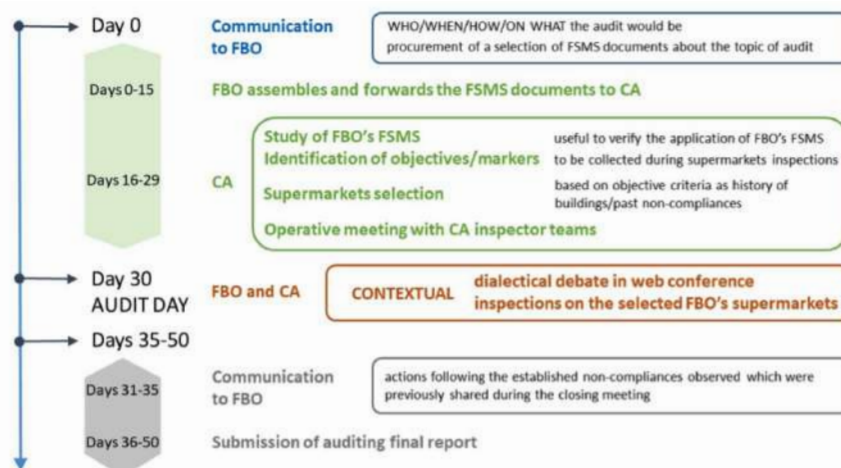 Day 0
Communication
to FBO
WHO/WHEN/HOW/ON WHAT the audit would be
procurement of a selection of FSMS documents about the topic of audit
Days 0-15
FBO assembles and forwards the FSMS documents to CA
Days 16-29
CA
Study of FBO's FSMS
useful to verify the application of FBO's FSMS
Identification of objectives/markers
to be collected during supermarkets inspections
Supermarkets selection
based on objective criteria as history of
buildings/past non-compliances
Operative meeting with CA inspector teams
Day 30
AUDIT DAY
FBO and CA
CONTEXTUAL
dialectical debate in web conference
inspections on the selected FBO's supermarkets
Days 35-50
Days 31-35
Communication
to FBO
actions following the established non-compliances observed which were
previously shared during the closing meeting
Days 36-50
Submission of auditing final report